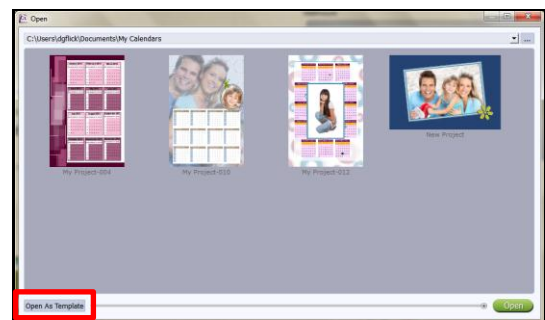 Open
C:\Users\dgflick\Documents\My Calendars
...
My Project-004
My Project-010
My Project-012
New Project
Open As Template
Open